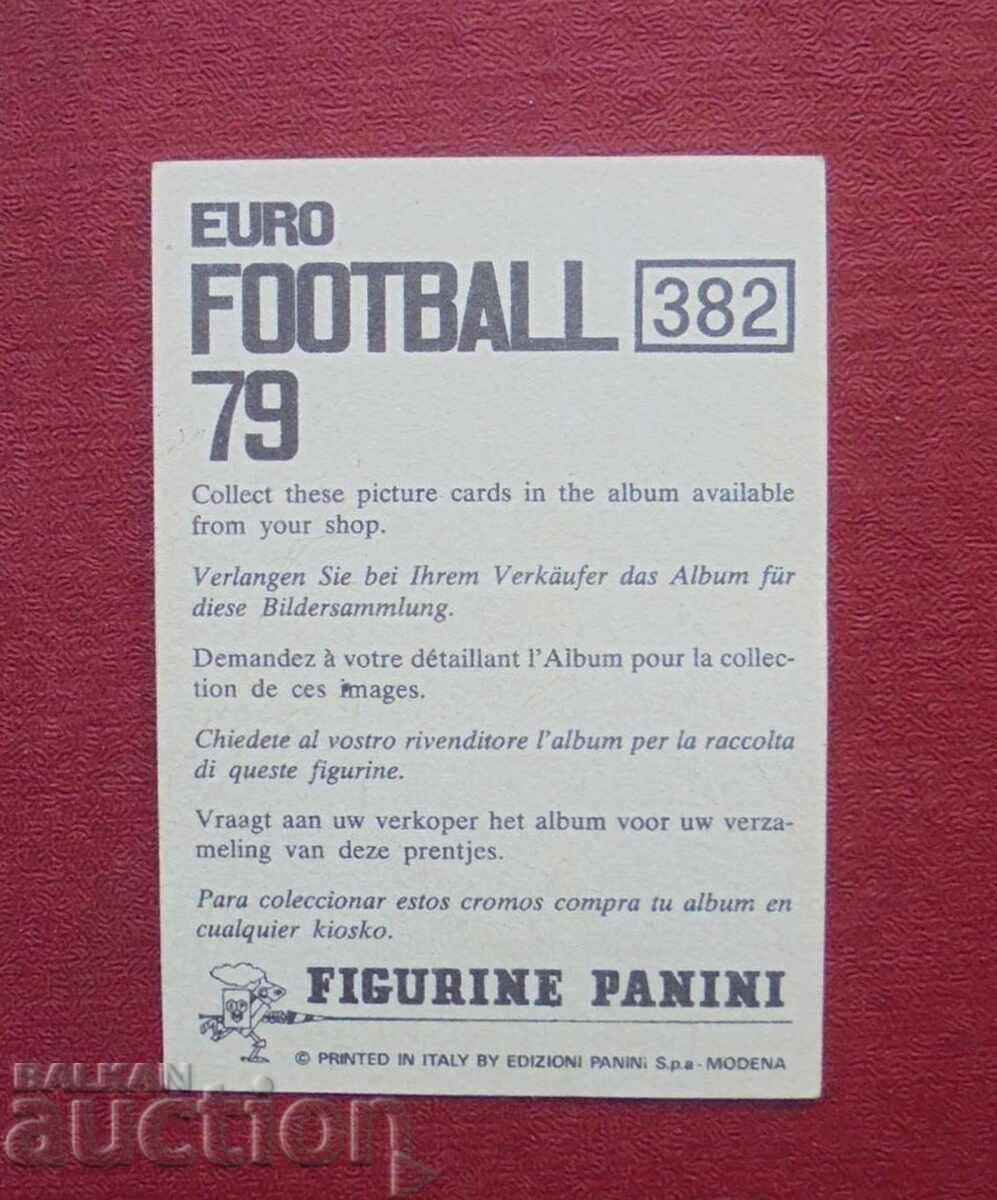 EURO
FOOTBALL 382
79
Collect these picture cards in the album available
from your shop.
Verlangen Sie bei Ihrem Verkäufer das Album für
diese Bildersammlung.
Demandez à votre détaillant l'Album pour la collec-
tion de ces images.
Chiedete al vostro rivenditore l'album per la raccolta
di queste figurine.
Vraagt aan uw verkoper het album voor uw verza-
meling van deze prentjes.
Para coleccionar estos cromos compra tu album en
cualquier kiosko.
FIGURINE PANINI
© PRINTED IN ITALY BY EDIZIONI PANINI S.p.a - MODENA
BALKAN
auction